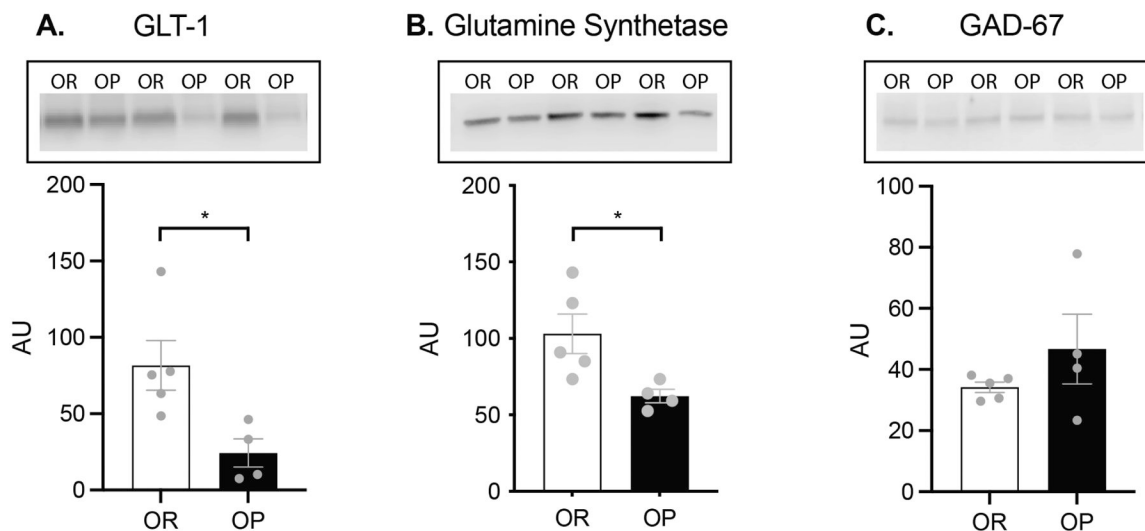 A. GLT-1
OR OP OR OP OR OP
200
150
100
50
0
AU
*
OR OP
B. Glutamine Synthetase
OR OP OR OP OR OP
200
150
100
50
0
AU
*
OR OP
C. GAD-67
OR OP OR OP OR OP
100
80
60
40
20
0
AU
OR OP